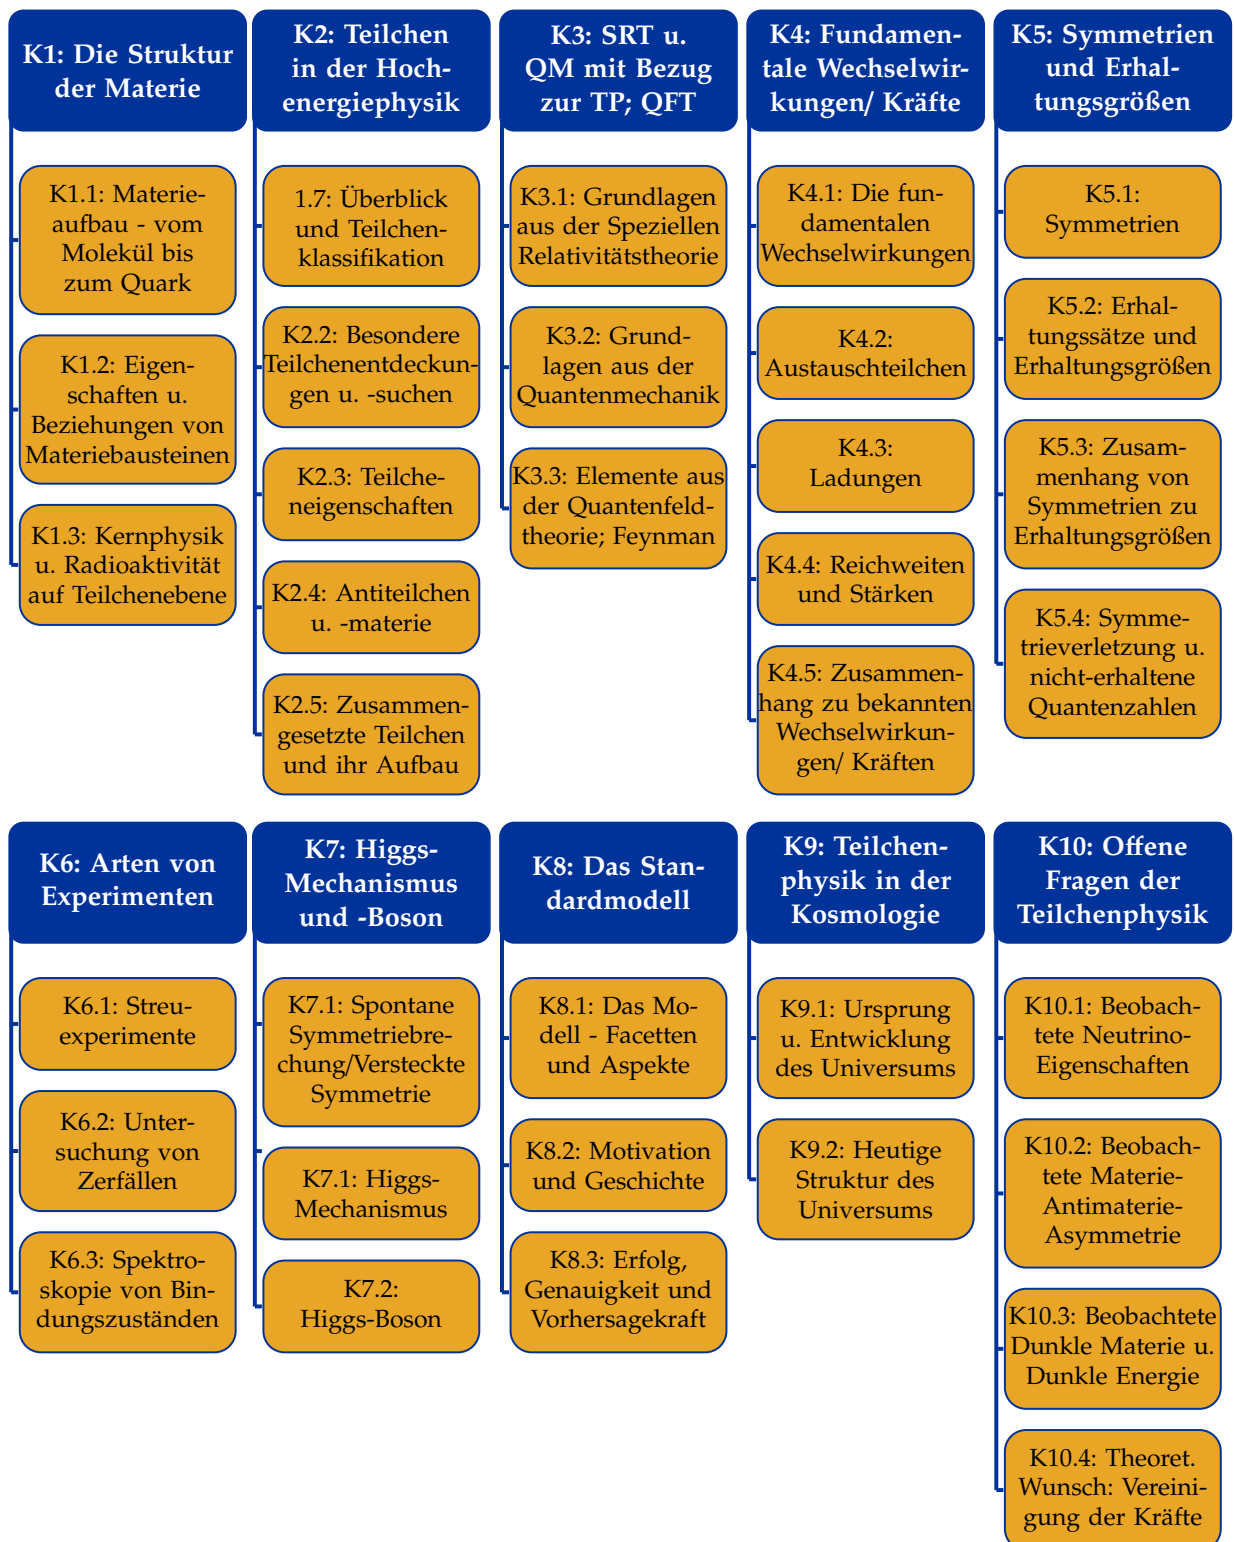 K1: Die Struktur
der Materie
K1.1: Materie-
aufbau - vom
Molekül bis
zum Quark
K1.2: Eigen-
schaften u.
Beziehungen von
Materiebausteinen
K1.3: Kernphysik
u. Radioaktivität
auf Teilchenebene
K2: Teilchen
in der Hoch-
energiephysik
1.7: Überblick
und Teilchen-
klassifikation
K2.2: Besondere
Teilchenentdeckun-
gen u. -suchen
K2.3: Teilche-
neigenschaften
K2.4: Antiteilchen
u. -materie
K2.5: Zusammen-
gesetzte Teilchen
und ihr Aufbau
K3: SRT u.
QM mit Bezug
zur TP; QFT
K3.1: Grundlagen
aus der Speziellen
Relativitätstheorie
K3.2: Grund-
lagen aus der
Quantenmechanik
K3.3: Elemente aus
der Quantenfeld-
theorie; Feynman
K4: Fundamen-
tale Wechselwir-
kungen/ Kräfte
K4.1: Die fun-
damentalen
Wechselwirkungen
K4.2:
Austauschteilchen
K4.3:
Ladungen
K4.4: Reichweiten
und Stärken
K4.5: Zusammen-
hang zu bekannten
Wechselwirkun-
gen/ Kräften
K5: Symmetrien
und Erhal-
tungsgrößen
K5.1:
Symmetrien
K5.2: Erhal-
tungssätze und
Erhaltungsgrößen
K5.3: Zusam-
menhang von
Symmetrien zu
Erhaltungsgrößen
K5.4: Symme-
trieverletzung u.
nicht-erhaltene
Quantenzahlen
K6: Arten von
Experimenten
K6.1: Streu-
experimente
K6.2: Unter-
suchung von
Zerfällen
K6.3: Spektro-
skopie von Bin-
dungszuständen
K7: Higgs-
Mechanismus
und -Boson
K7.1: Spontane
Symmetriebre-
chung/Versteckte
Symmetrie
K7.1: Higgs-
Mechanismus
K7.2:
Higgs-Boson
K8: Das Stan-
dardmodell
K8.1: Das Mo-
dell - Facetten
und Aspekte
K8.2: Motivation
und Geschichte
K8.3: Erfolg,
Genauigkeit und
Vorhersagekraft
K9: Teilchen-
physik in der
Kosmologie
K9.1: Ursprung
u. Entwicklung
des Universums
K9.2: Heutige
Struktur des
Universums
K10: Offene
Fragen der
Teilchenphysik
K10.1: Beobach-
tete Neutrino-
Eigenschaften
K10.2: Beobach-
tete Materie-
Antimaterie-
Asymmetrie
K10.3: Beobachtete
Dunkle Materie u.
Dunkle Energie
K10.4: Theoret.
Wunsch: Vereini-
gung der Kräfte